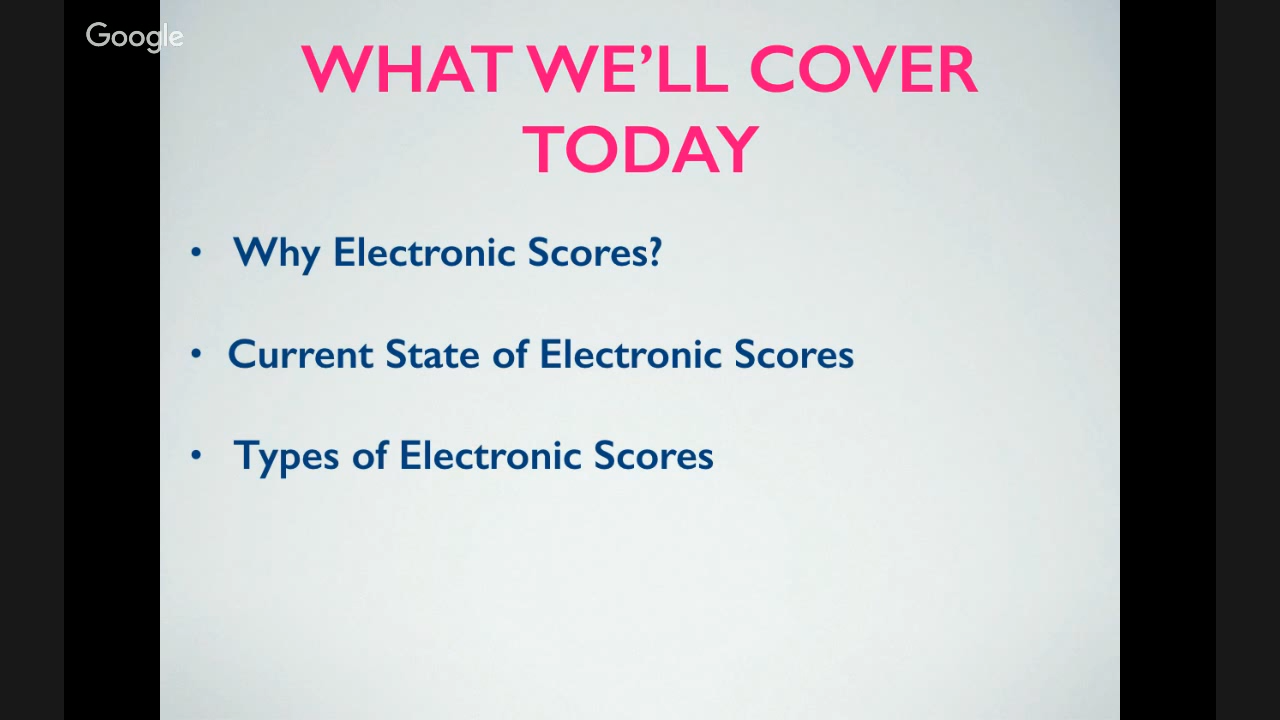 Google
WHAT WE’LL COVER
TODAY
• Why Electronic Scores?
• Current State of Electronic Scores
• Types of Electronic Scores